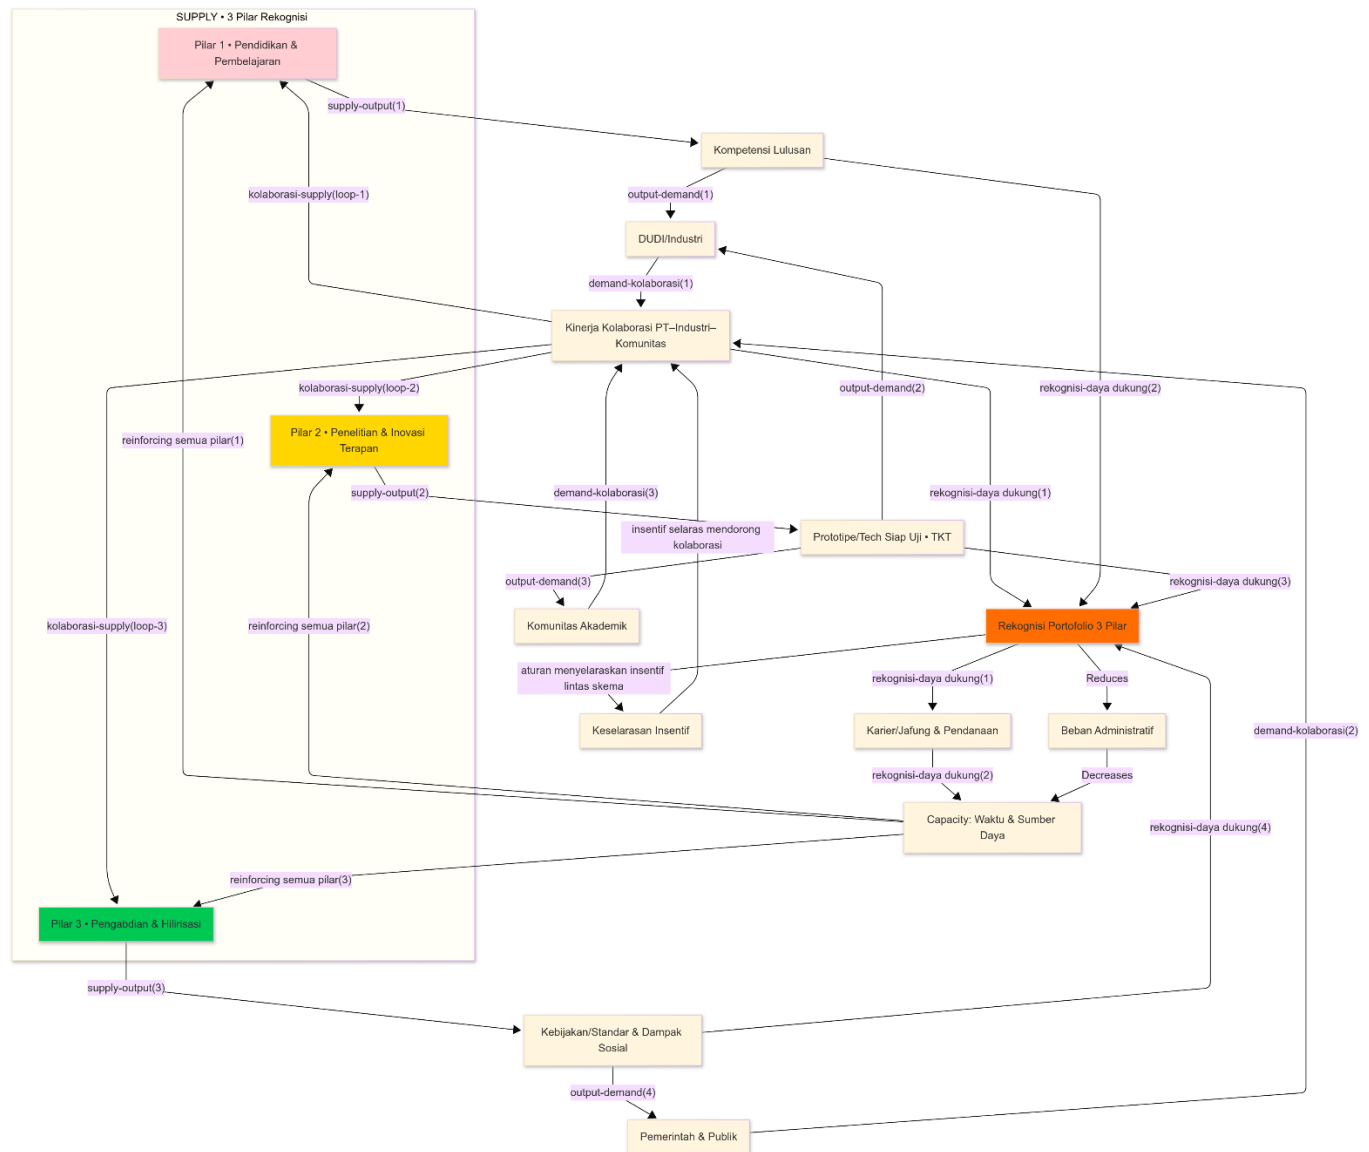 SUPPLY • 3 Pilar Rekognisi
Pilar 1 • Pendidikan &
Pembelajaran
supply-output(1)
Kompetensi Lulusan
kolaborasi-supply(loop-1)
output-demand(1)
DUDI/Industri
demand-kolaborasi(1)
Kinerja Kolaborasi PT–Industri–
Komunitas
kolaborasi-supply(loop-2)
output-demand(2)
rekognisi-daya dukung(2)
reinforcing semua pilar(1)
Pilar 2 • Penelitian & Inovasi
Terapan
supply-output(2)
demand-kolaborasi(3)
rekognisi-daya dukung(1)
insentif selaras mendorong
kolaborasi
Prototipe/Tech Siap Uji • TKT
output-demand(3)
rekognisi-daya dukung(3)
kolaborasi-supply(loop-3)
reinforcing semua pilar(2)
Komunitas Akademik
Rekognisi Portofolio 3 Pilar
aturan menyelaraskan insentif
lintas skema
rekognisi-daya dukung(1)
Reduces
Keselarasan Insentif
Karier/Jafung & Pendanaan
Beban Administratif
demand-kolaborasi(2)
rekognisi-daya dukung(2)
Decreases
Capacity: Waktu & Sumber
Daya
rekognisi-daya dukung(4)
reinforcing semua pilar(3)
Pilar 3 • Pengabdian & Hilirisasi
supply-output(3)
Kebijakan/Standar & Dampak
Sosial
output-demand(4)
Pemerintah & Publik